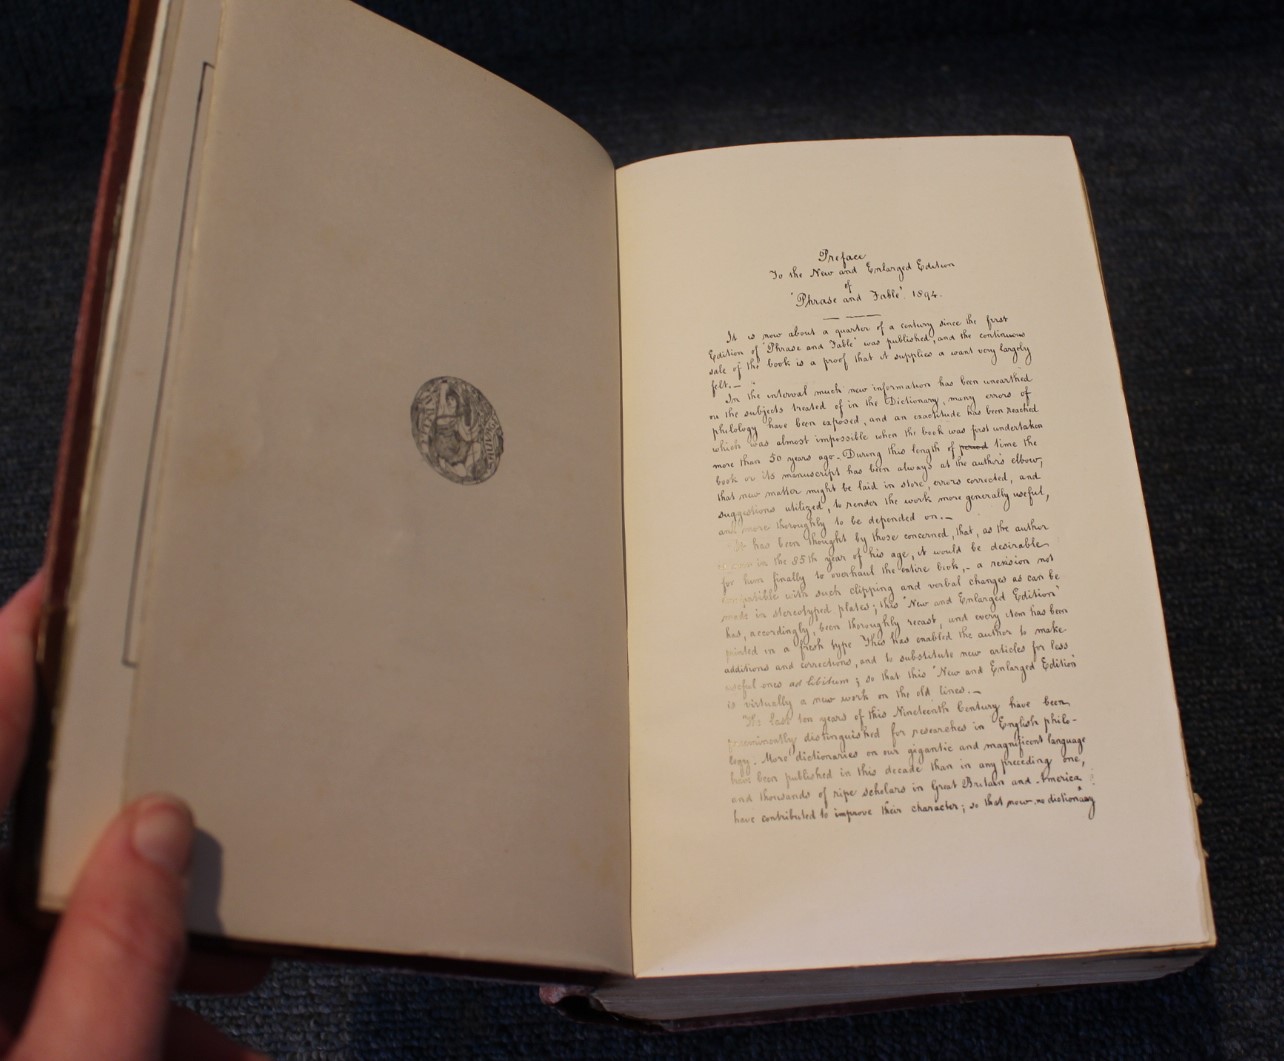 Preface
To the New and Enlarged Edition
of
"Phrase and Fable". 1894.
It is now about a quarter of a century since the first
Edition of "Phrase and Fable" was published, and the continuous
sale of the book is a proof that it supplies a want very largely
felt.—
In the interval much new information has been unearthed
on the subjects treated of in the Dictionary, many errors of
philology have been exposed, and an exactitude has been reached
which was almost impossible when the book was first undertaken
more than 30 years ago. During this length of period time the
book or its manuscript has been always at the author's elbow,
that new matter might be laid in store, errors corrected, and
suggestions utilized, to render the work more generally useful,
and more thoroughly to be depended on.—
It has been thought by those concerned, that, as the author
in the 85th year of his age, it would be desirable
for him finally to overhaul the entire book,— a revision not
compatible with such clipping and verbal changes as can be
made in stereotyped plates; this "New and Enlarged Edition"
has, accordingly, been thoroughly recast, and every item has been
printed in a fresh type. This has enabled the author to make
additions and corrections, and to substitute new articles for less
useful ones ad libitum; so that this "New and Enlarged Edition"
is virtually a new work on the old lines.—
The last ten years of this Nineteenth Century have been
preeminently distinguished for researches in English philo-
logy. More dictionaries on our gigantic and magnificent language
have been published in this decade than in any preceding one,
and thousands of ripe scholars in Great Britain and America
have contributed to improve their character; so that now no dictionary